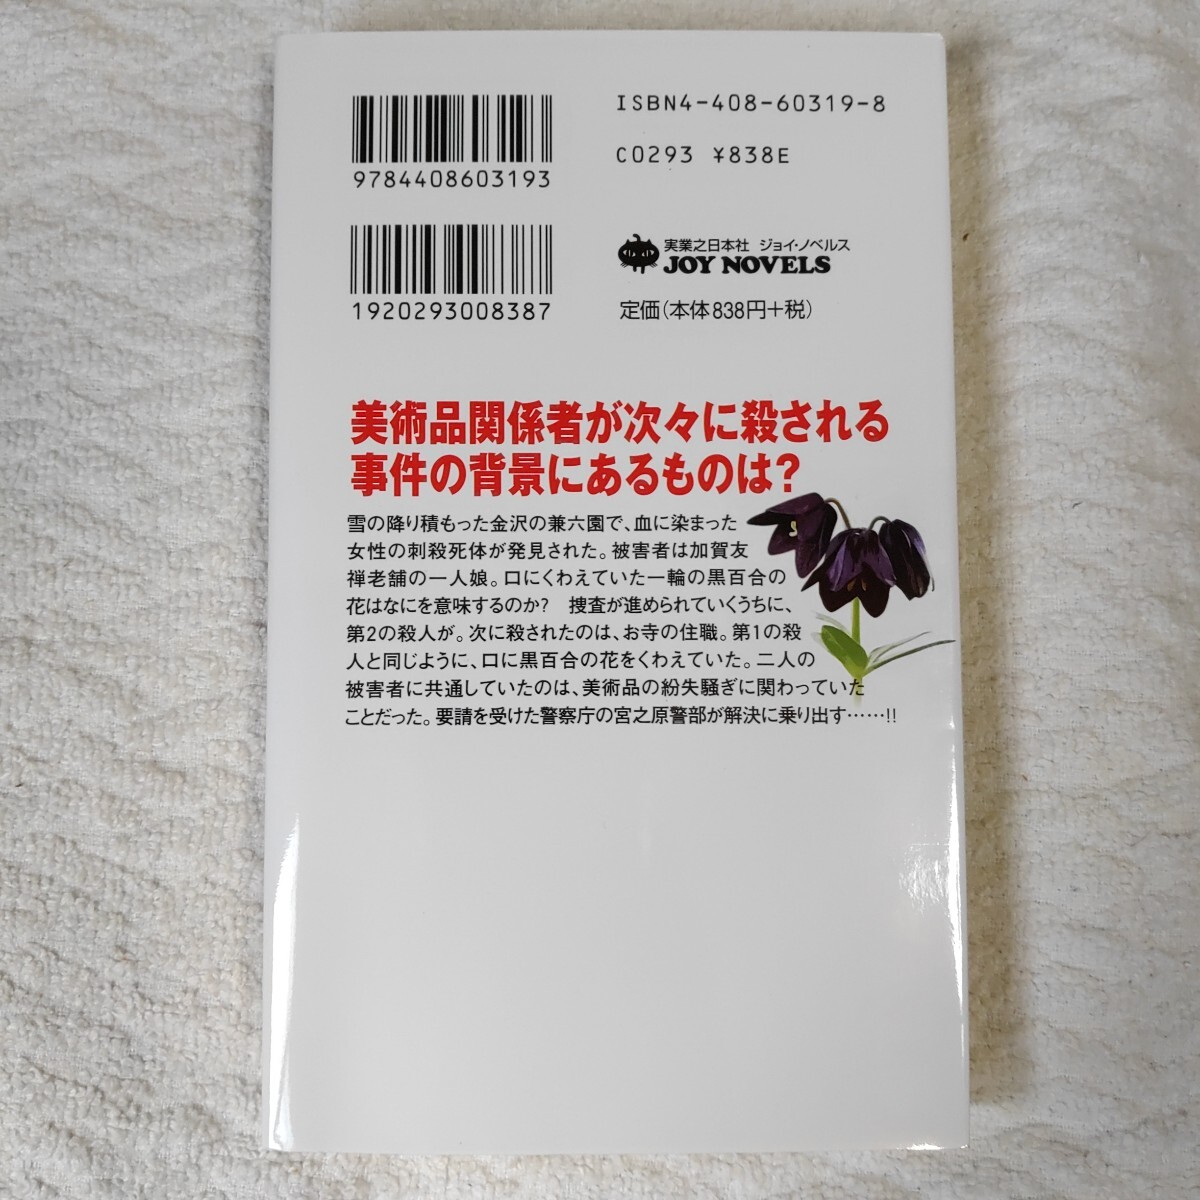 9784408603193
ISBN4-408-60319-8
C0293 ¥838E
1920293008387
実業之日本社 ジョイ・ノベルス
JOY NOVELS
定価(本体838円+税)
美術品関係者が次々に殺される
事件の背景にあるものは?
雪の降り積もった金沢の兼六園で、血に染まった
女性の刺殺死体が発見された。被害者は加賀友
禅老舗の一人娘。口にくわえていた一輪の黒百合の
花はなにを意味するのか? 捜査が進められていくうちに、
第2の殺人が。次に殺されたのは、お寺の住職。第1の殺
人と同じように、口に黒百合の花をくわえていた。二人の
被害者に共通していたのは、美術品の紛失騒ぎに関わっていた
ことだった。要請を受けた警察庁の宮之原警部が解決に乗り出す……!!